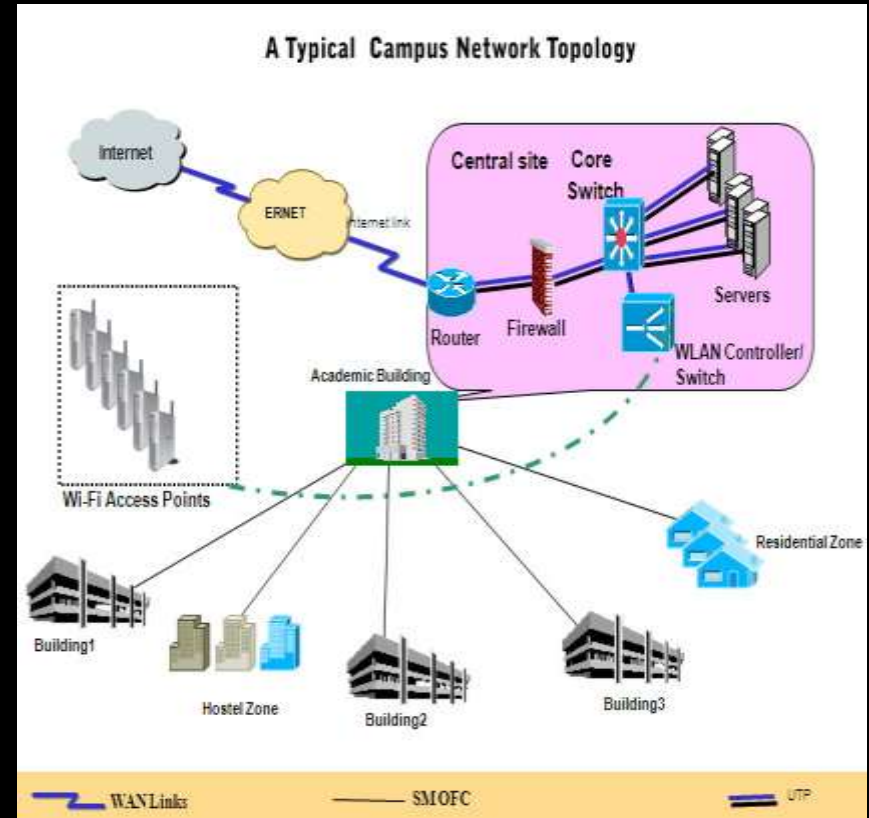 A Typical Campus Network Topology
Internet
ERNET
Internet link
Central site
Core
Switch
Servers
Router
Firewall
WLAN Controller/
Switch
Academic Building
Wi-Fi Access Points
Residential Zone
Building1
Hostel Zone
Building2
Building3
WAN Links
SMOFC
UTP